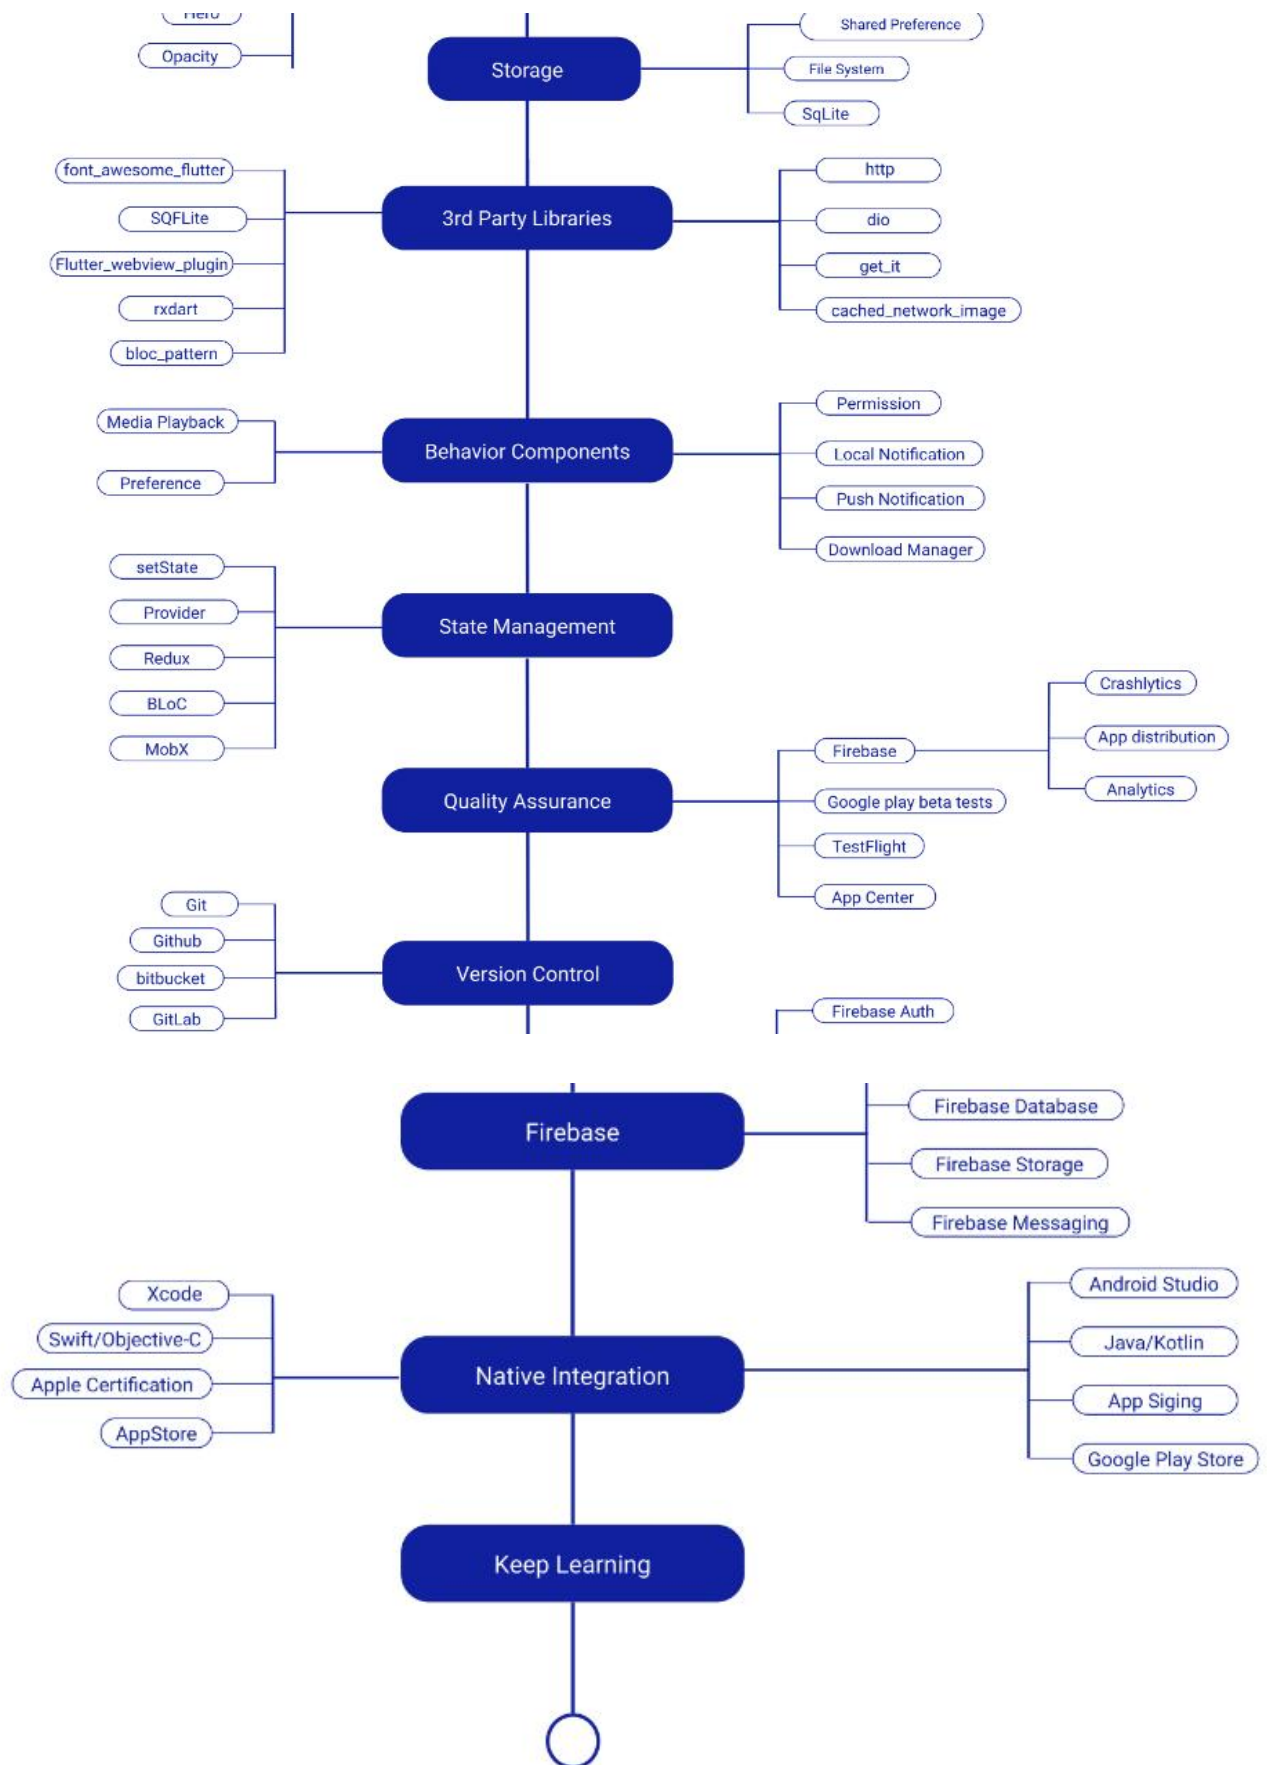 Hero
Opacity
Storage
Shared Preference
File System
SqLite
font_awesome_flutter
SQFLite
Flutter_webview_plugin
rxdart
bloc_pattern
3rd Party Libraries
http
dio
get_it
cached_network_image
Media Playback
Preference
Behavior Components
Permission
Local Notification
Push Notification
Download Manager
setState
Provider
Redux
BLoC
MobX
State Management
Quality Assurance
Firebase
Google play beta tests
TestFlight
App Center
Crashlytics
App distribution
Analytics
Git
Github
bitbucket
GitLab
Version Control
Firebase Auth
Firebase
Firebase Database
Firebase Storage
Firebase Messaging
Xcode
Swift/Objective-C
Apple Certification
AppStore
Native Integration
Android Studio
Java/Kotlin
App Siging
Google Play Store
Keep Learning